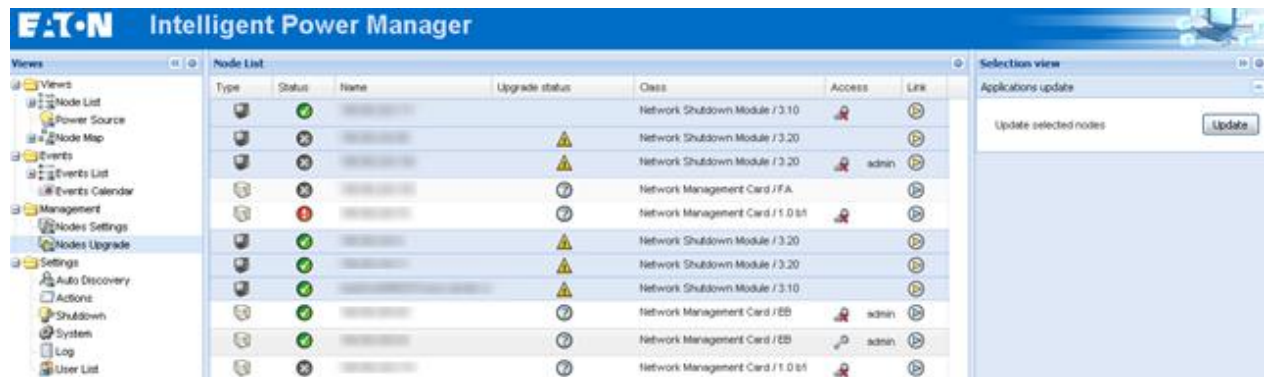 EATON Intelligent Power Manager
Views
Node List
Selection view
Views
Node List
Power Source
Node Map
Events
Events List
Events Calendar
Management
Nodes Settings
Nodes Upgrade
Settings
Auto Discovery
Actions
Shutdown
System
Log
User List
Type Status Name Upgrade status Class Access Link
Network Shutdown Module / 3.10
Network Shutdown Module / 3.20
Network Shutdown Module / 3.20 admin
Network Management Card / FA
Network Management Card / 1.0 b1
Network Shutdown Module / 3.20
Network Shutdown Module / 3.20
Network Shutdown Module / 3.10
Network Management Card / EB admin
Network Management Card / EB admin
Network Management Card / 1.0 b1
Applications update
Update selected nodes Update